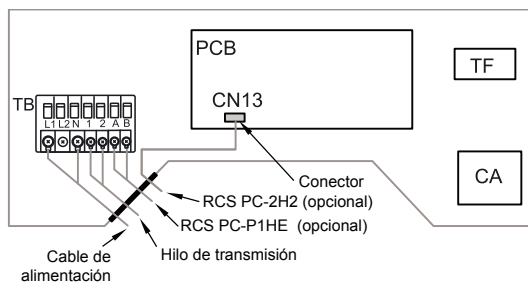 PCB
TF
CN13
TB
L1 L2 N 1 2 A B
Conector
CA
RCS PC-2H2 (opcional)
RCS PC-P1HE (opcional)
Cable de
alimentación
Hilo de transmisión